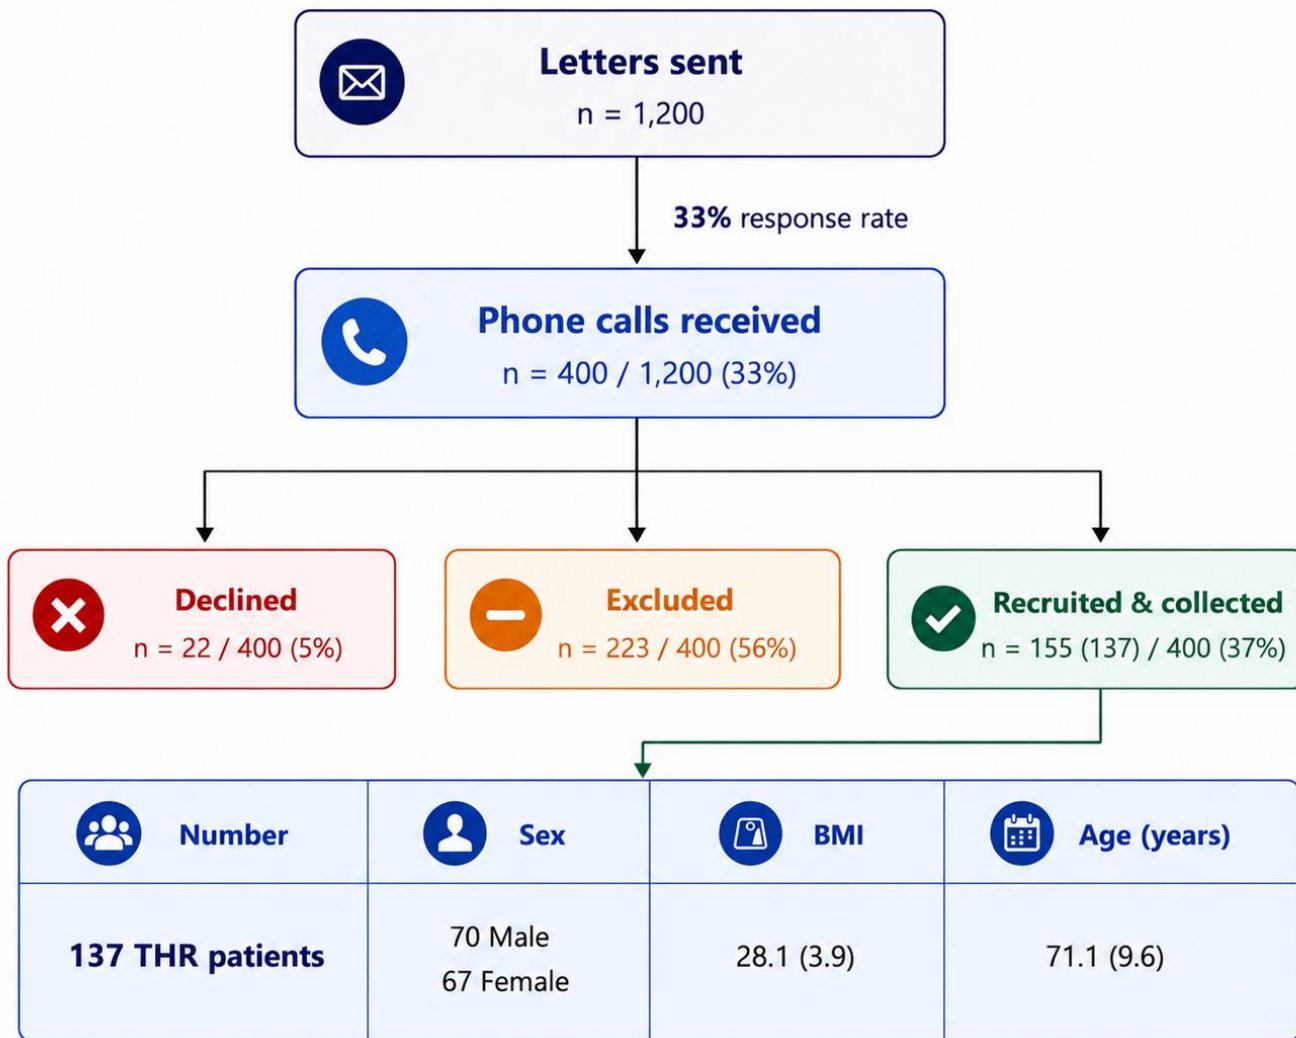 Letters sent
n = 1,200
33% response rate
Phone calls received
n = 400 / 1,200 (33%)
Declined
n = 22 / 400 (5%)
Excluded
n = 223 / 400 (56%)
Recruited & collected
n = 155 (137) / 400 (37%)
Number
Sex
BMI
Age (years)
137 THR patients
70 Male
67 Female
28.1 (3.9)
71.1 (9.6)